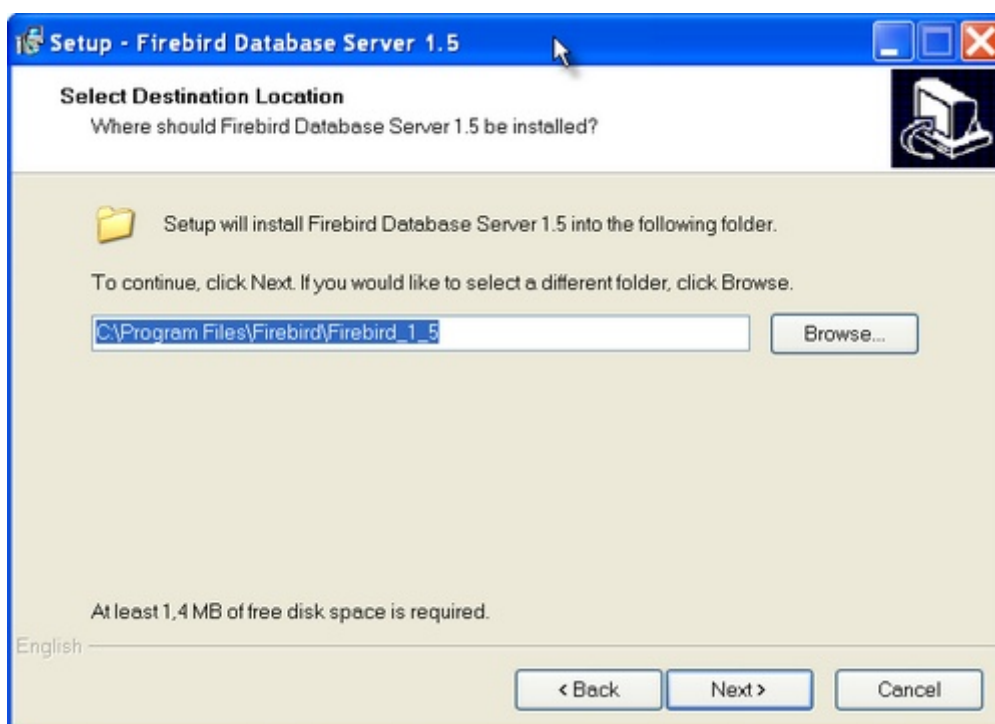 Setup - Firebird Database Server 1.5
Select Destination Location
Where should Firebird Database Server 1.5 be installed?
Setup will install Firebird Database Server 1.5 into the following folder.
To continue, click Next. If you would like to select a different folder, click Browse.
C:\Program Files\Firebird\Firebird_1_5
Browse...
At least 1,4 MB of free disk space is required.
English
< Back
Next >
Cancel